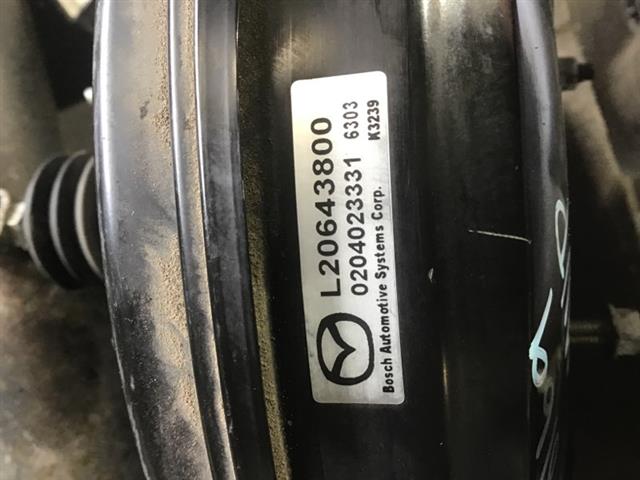 L20643800
0204023331 6303
Bosch Automotive Systems Corp. K3239